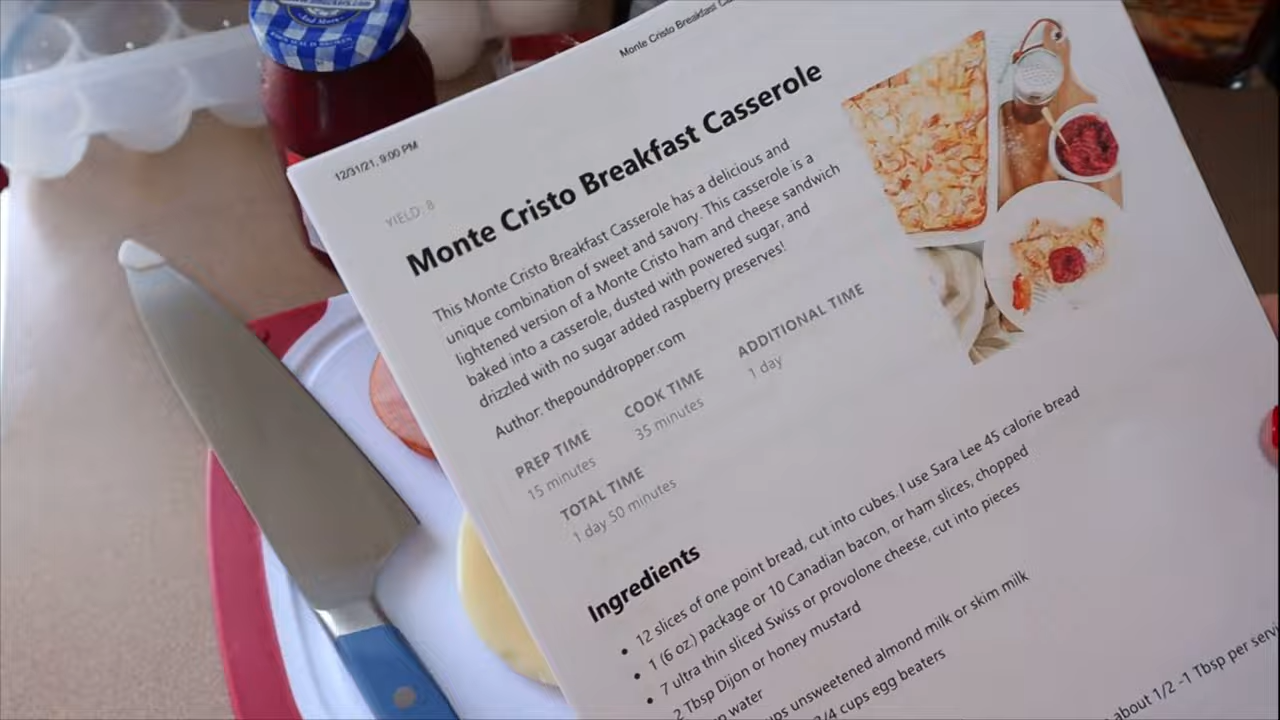 And More
Monte Cristo Breakfast
12/31/21, 9:00 PM
YIELD: 8
Monte Cristo Breakfast Casserole
This Monte Cristo Breakfast Casserole has a delicious and
unique combination of sweet and savory. This casserole is a
lightened version of a Monte Cristo ham and cheese sandwich
baked into a casserole, dusted with powered sugar, and
drizzled with no sugar added raspberry preserves!
Author: thepounddropper.com
PREP TIME
15 minutes
COOK TIME
35 minutes
ADDITIONAL TIME
1 day
TOTAL TIME
1 day 50 minutes
Ingredients
• 12 slices of one point bread, cut into cubes. I use Sara Lee 45 calorie bread
• 1 (6 oz) package or 10 Canadian bacon, or ham slices, chopped
• 7 ultra thin sliced Swiss or provolone cheese, cut into pieces
2 Tbsp Dijon or honey mustard
water
unsweetened almond milk or skim milk
3/4 cups egg beaters
about 1/2 -1 Tbsp per